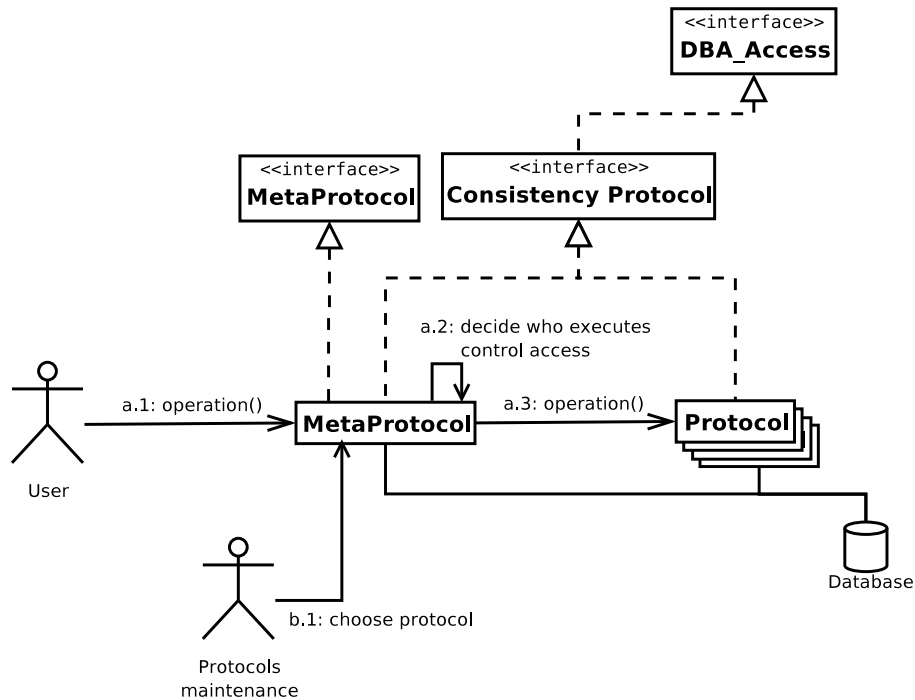 <<interface>>
DBA_Access
<<interface>>
MetaProtocol
<<interface>>
Consistency Protocol
a.2: decide who executes
control access
a.1: operation()
MetaProtocol
a.3: operation()
Protocol
User
Database
b.1: choose protocol
Protocols
maintenance